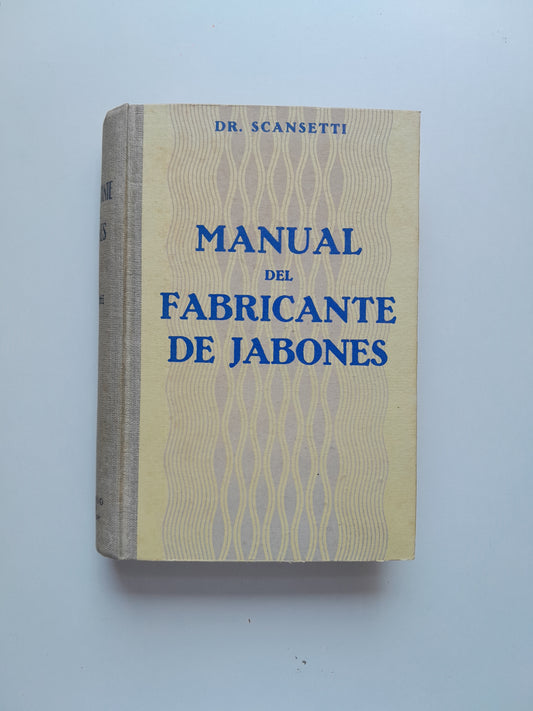 DR. SCANSETTI
MANUAL
DEL
FABRICANTE
DE JABONES